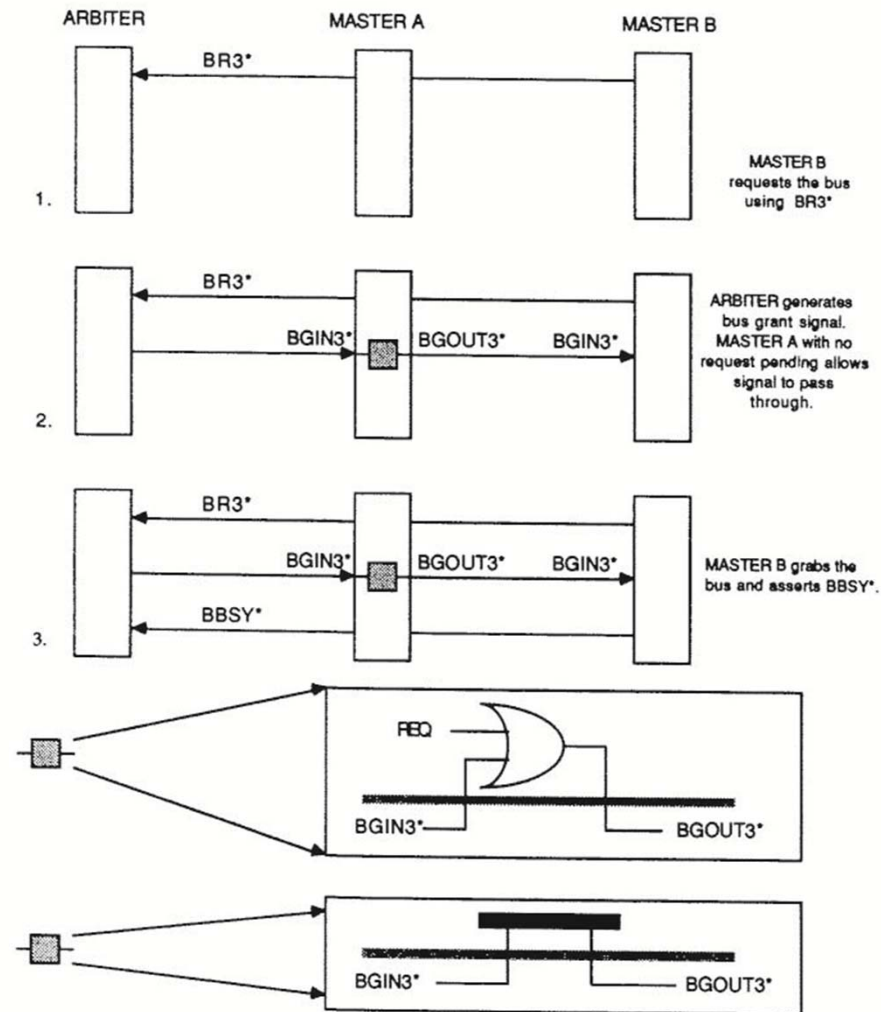 ARBITER MASTER A MASTER B
BR3*
MASTER B
requests the bus
using BR3*
1.
BR3*
BGIN3* BGOUT3* BGIN3*
ARBITER generates
bus grant signal.
MASTER A with no
request pending allows
signal to pass
through.
2.
BR3*
BGIN3* BGOUT3* BGIN3*
BBSY*
MASTER B grabs the
bus and asserts BBSY*.
3.
REQ
BGIN3* BGOUT3*
BGIN3* BGOUT3*